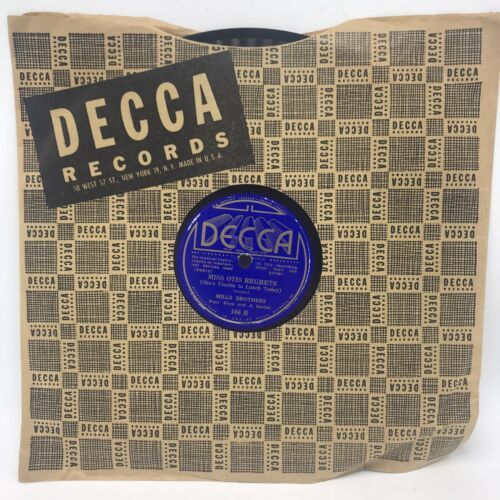 DECCA
RECORDS
50 WEST 57 ST., NEW YORK 19, N.Y. MADE IN U.S.A.
DECCA
MISS OTIS REGRETS
(She's Unable to Lunch Today)
MILLS BROTHERS
Four Boys and A Guitar
166 B